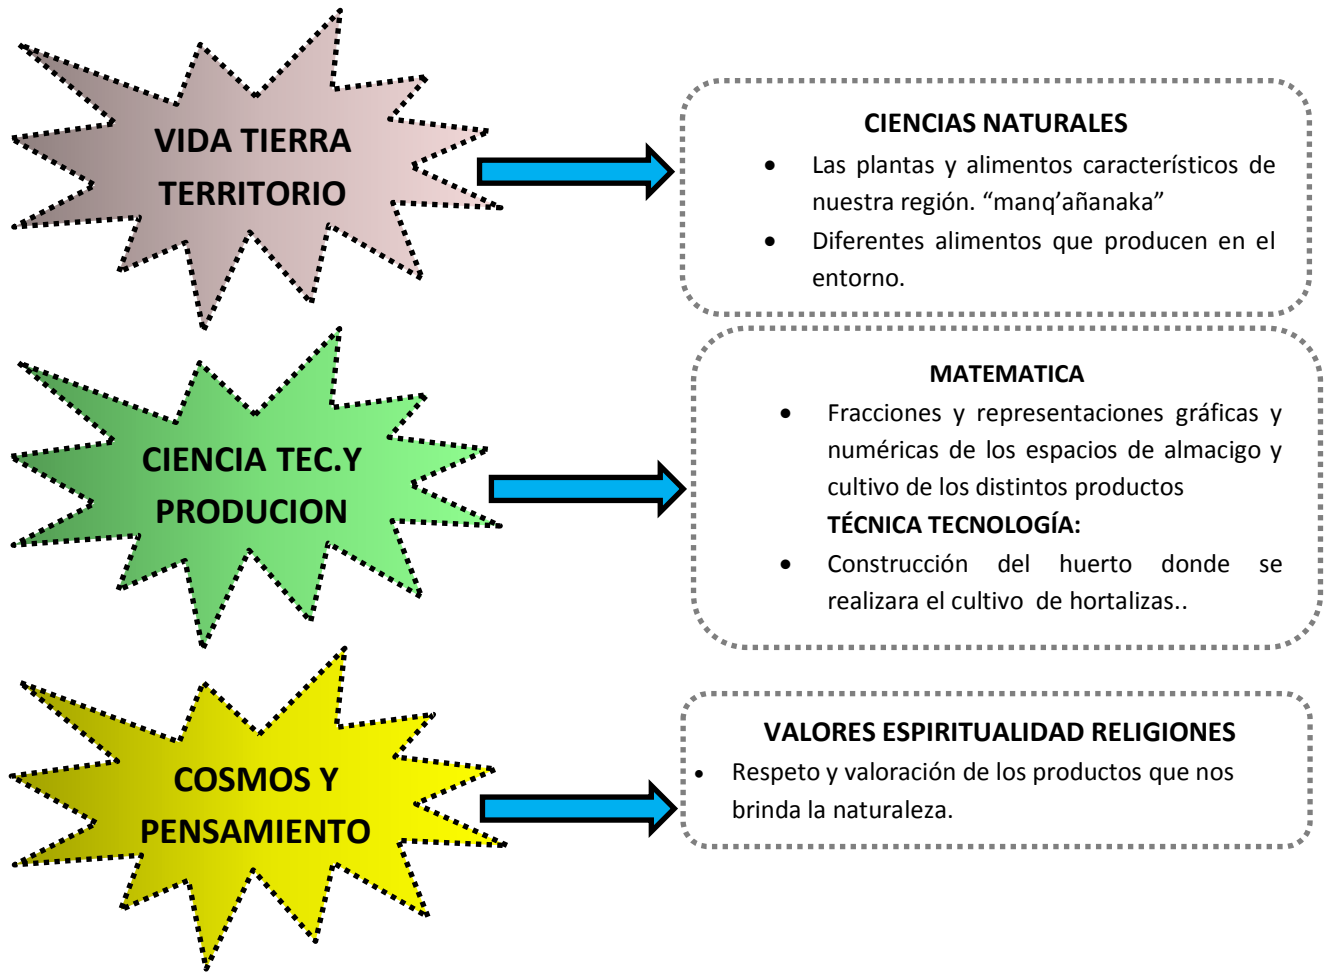 VIDA TIERRA
TERRITORIO
CIENCIAS NATURALES
• Las plantas y alimentos característicos de
nuestra región. “manq’añanaka”
• Diferentes alimentos que producen en el
entorno.
CIENCIA TEC.Y
PRODUCION
MATEMATICA
• Fracciones y representaciones gráficas y
numéricas de los espacios de almacigo y
cultivo de los distintos productos
TÉCNICA TECNOLOGÍA:
• Construcción del huerto donde se
realizara el cultivo de hortalizas..
COSMOS Y
PENSAMIENTO
VALORES ESPIRITUALIDAD RELIGIONES
• Respeto y valoración de los productos que nos
brinda la naturaleza.